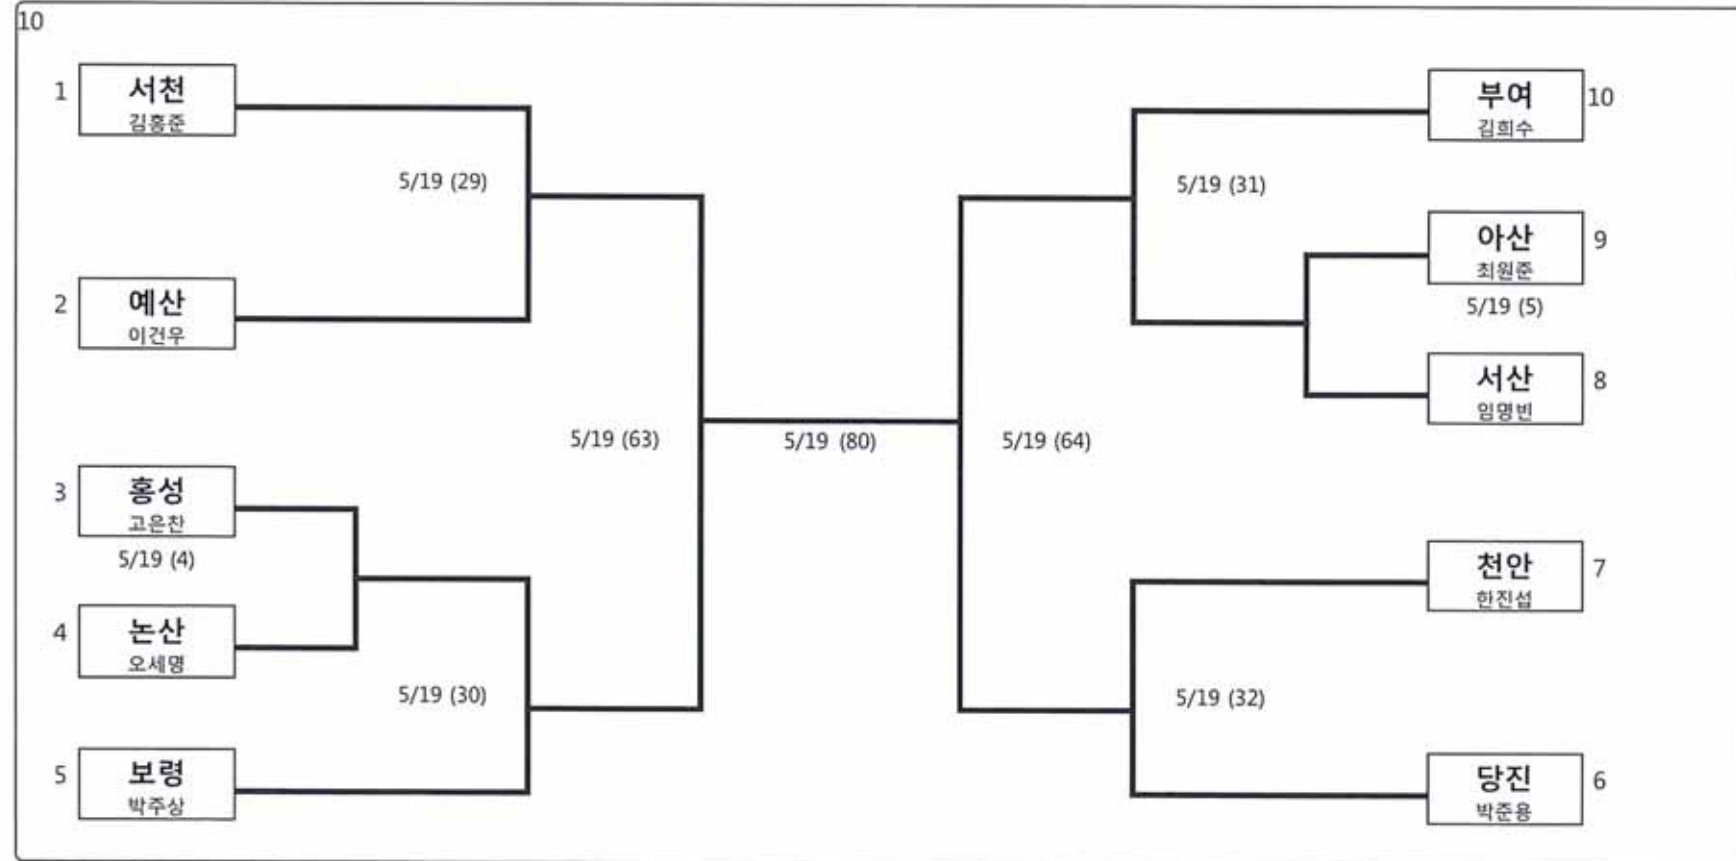 10
1
서천
김홍준
5/19 (29)
2
예산
이건우
3
홍성
고은찬
5/19 (4)
4
논산
오세명
5/19 (30)
5
보령
박주상
5/19 (63)
5/19 (80)
5/19 (64)
부여
김희수
10
5/19 (31)
아산
최원준
9
5/19 (5)
서산
임명빈
8
천안
한진섭
7
5/19 (32)
당진
박준용
6